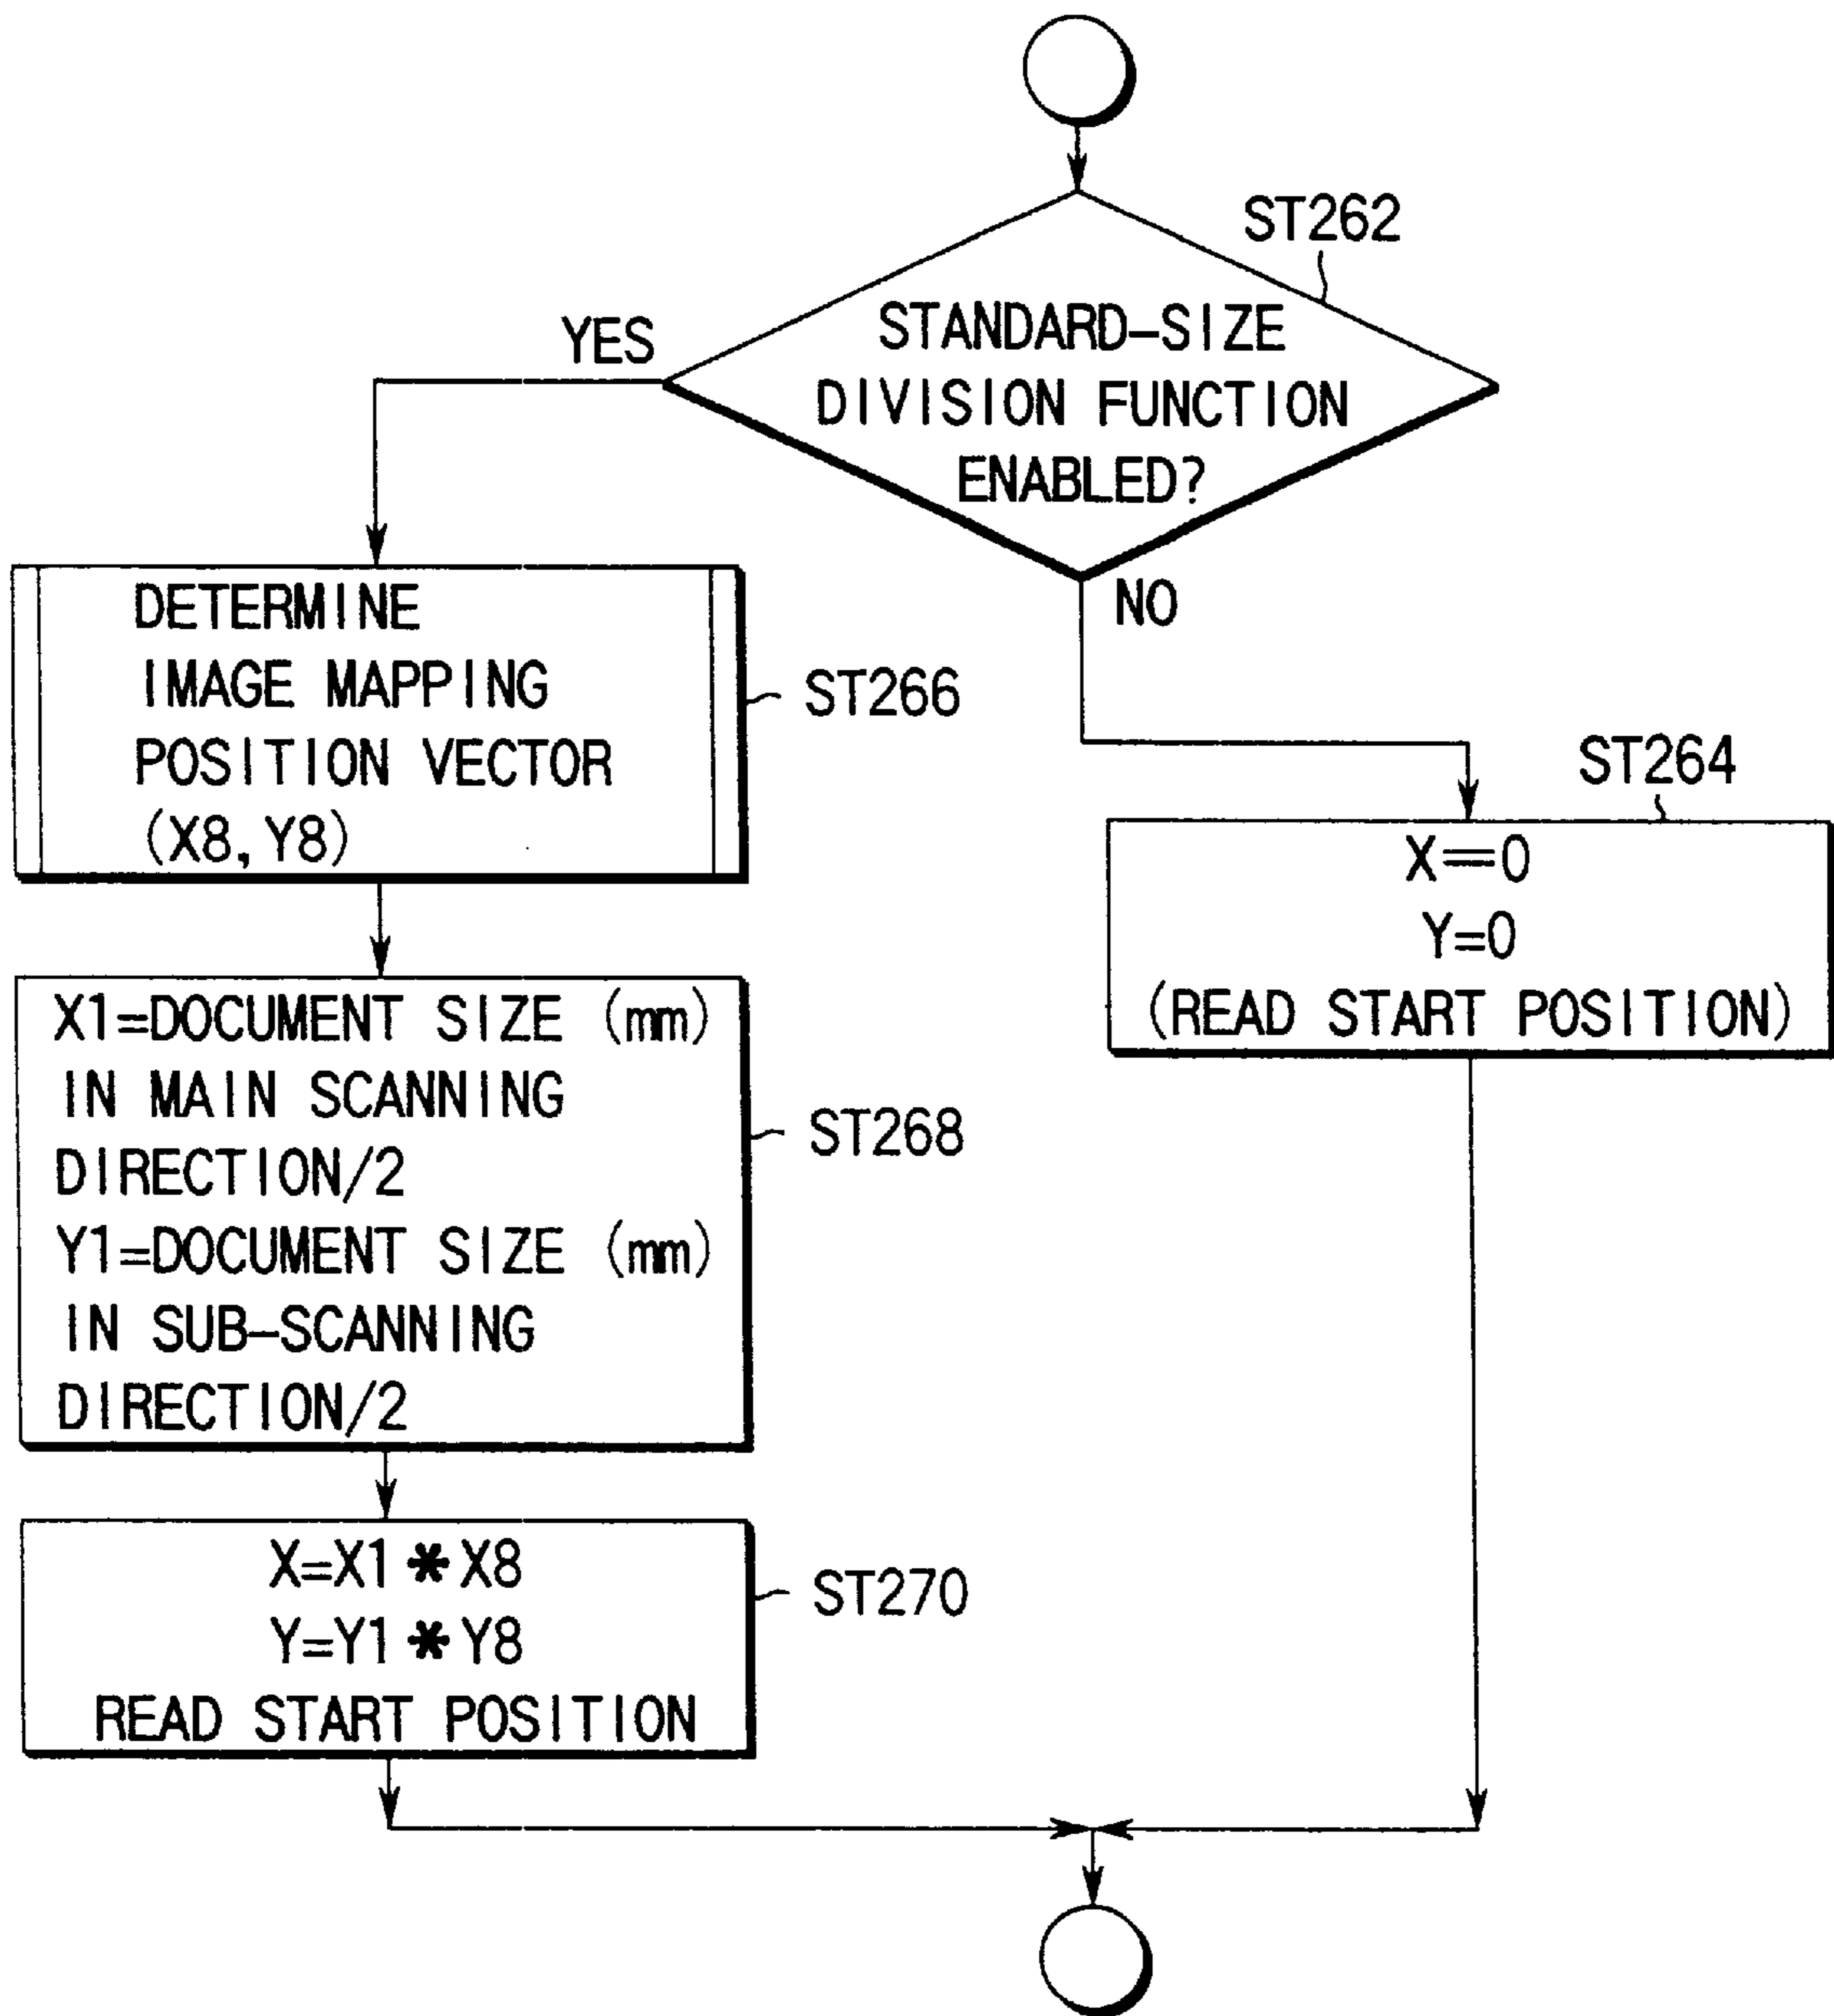 ST262
STANDARD-SIZE
DIVISION FUNCTION
ENABLED?
YES
NO
DETERMINE
IMAGE MAPPING
POSITION VECTOR
(X8,Y8)
ST266
ST264
X=0
Y=0
(READ START POSITION)
X1=DOCUMENT SIZE (mm)
IN MAIN SCANNING
DIRECTION/2
Y1=DOCUMENT SIZE (mm)
IN SUB-SCANNING
DIRECTION/2
ST268
X=X1*X8
Y=Y1*Y8
READ START POSITION
ST270